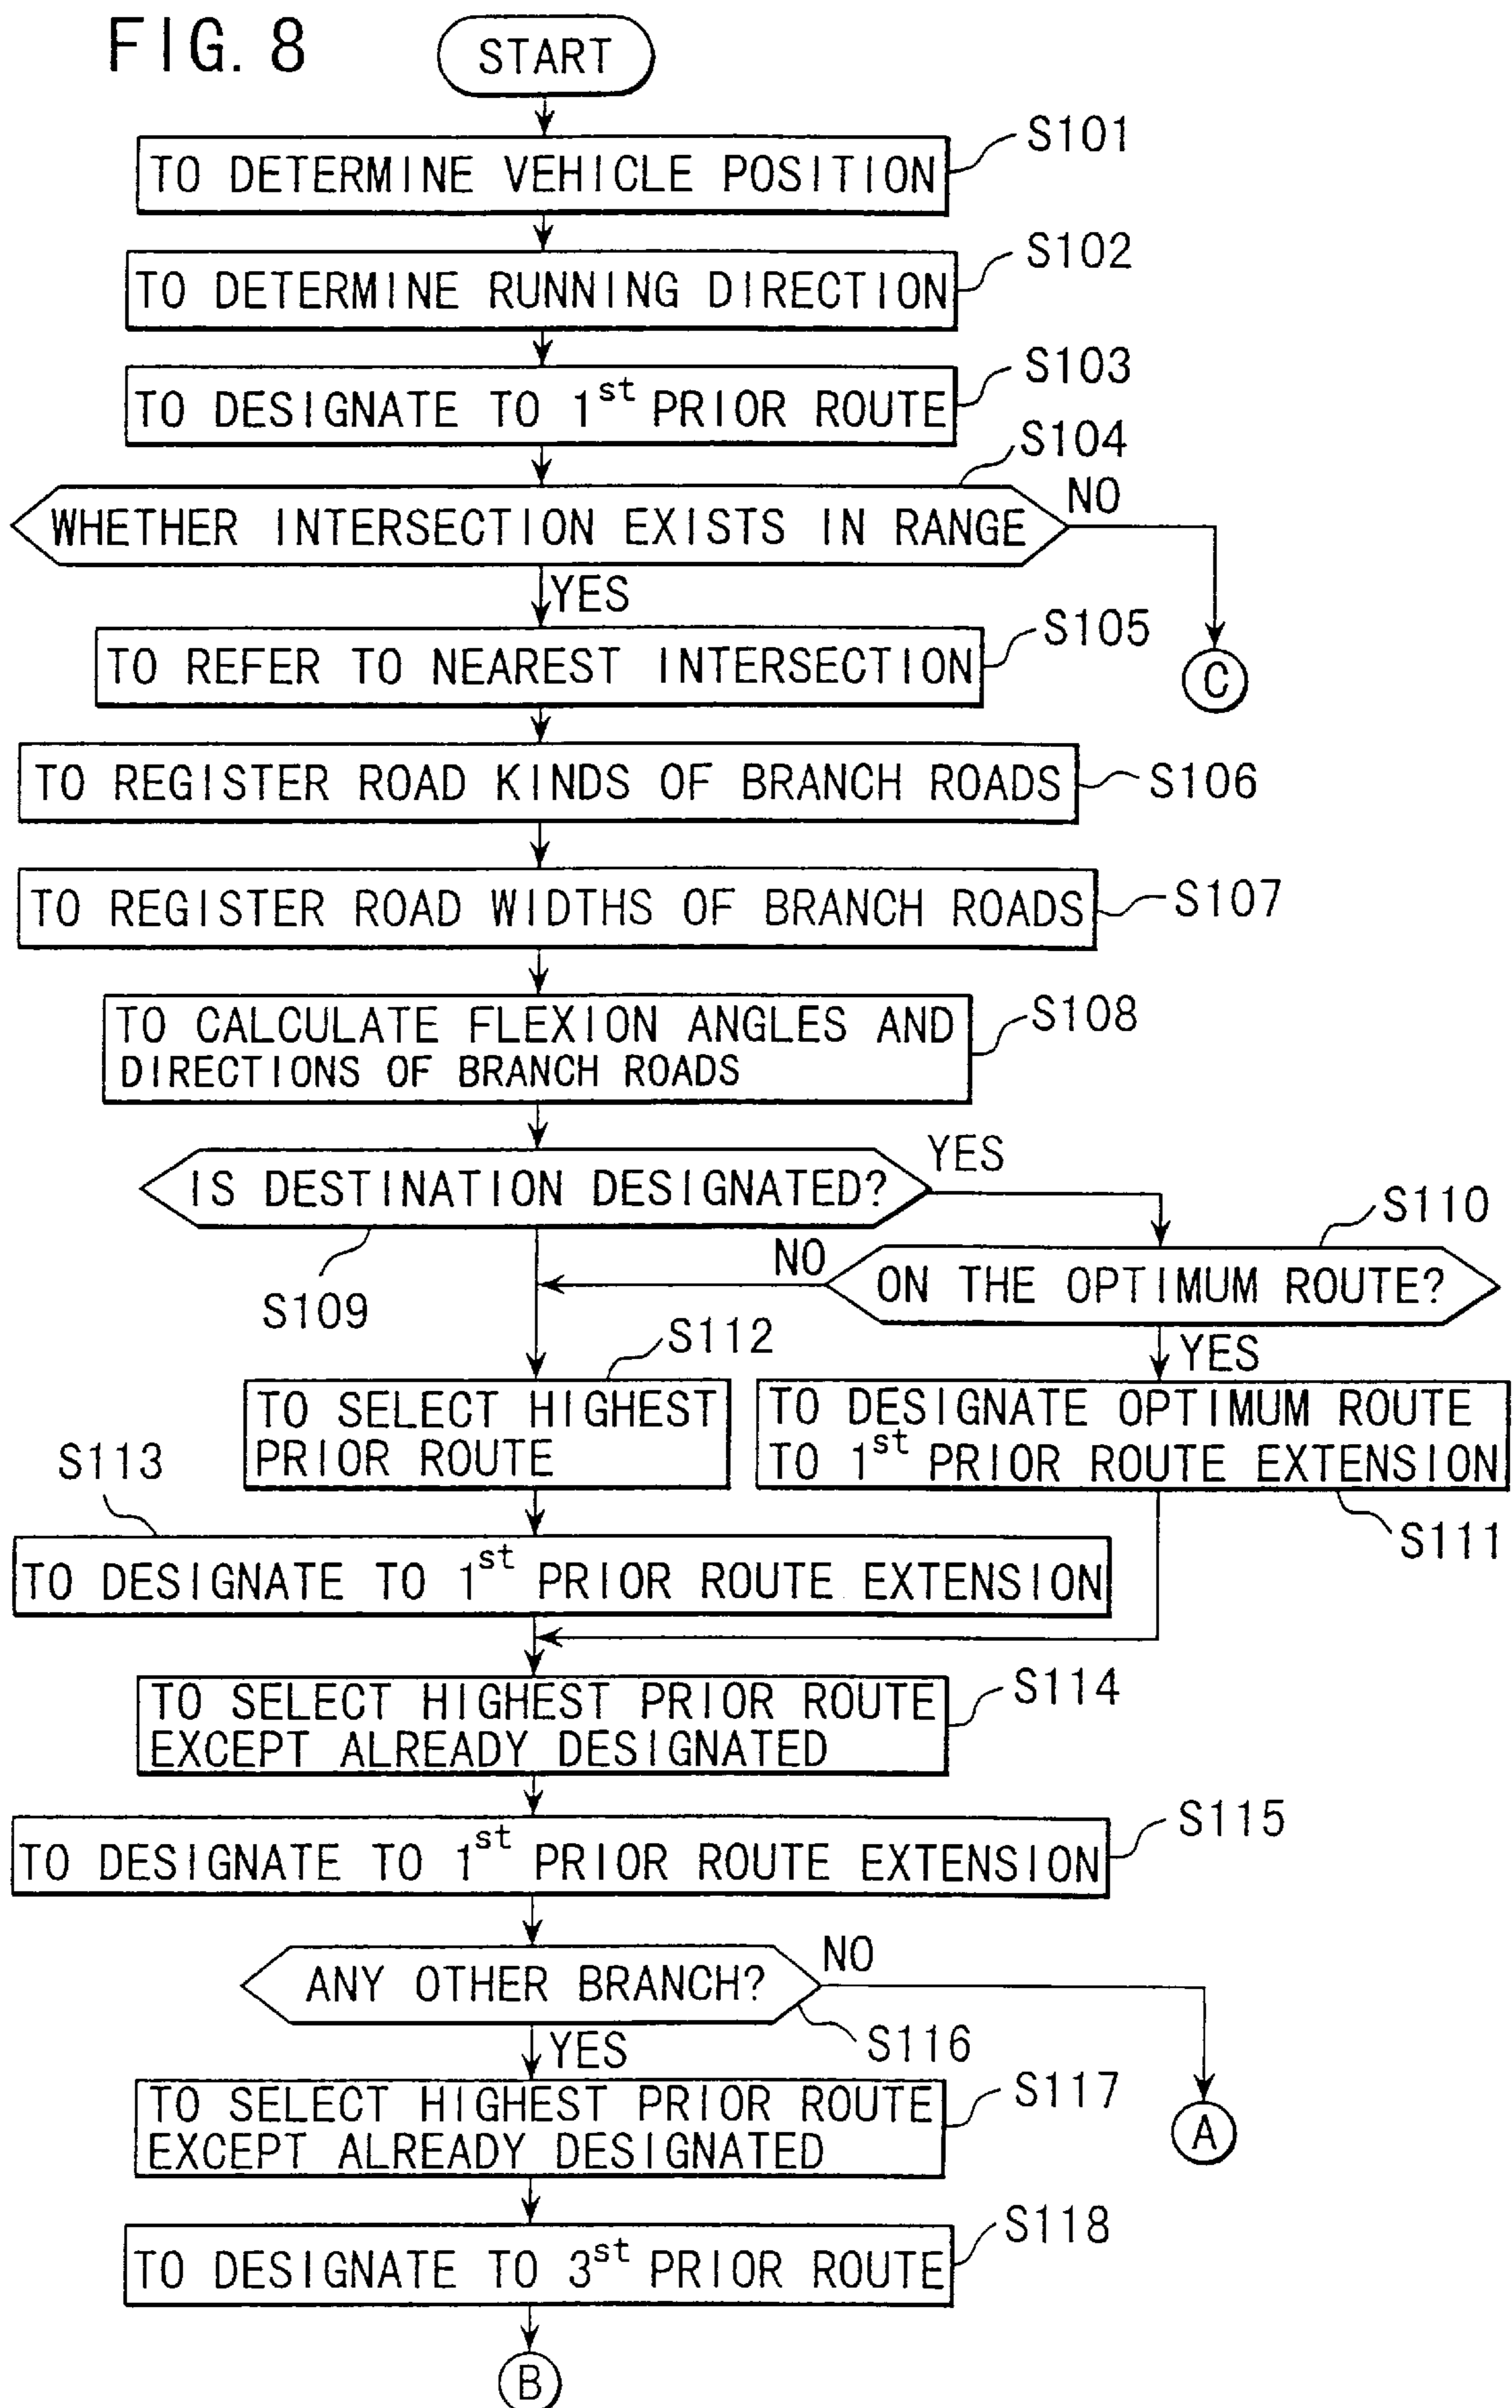 FIG. 8
START
TO DETERMINE VEHICLE POSITION
S101
TO DETERMINE RUNNING DIRECTION
S102
TO DESIGNATE TO 1st PRIOR ROUTE
S103
S104
WHETHER INTERSECTION EXISTS IN RANGE
NO
YES
C
TO REFER TO NEAREST INTERSECTION
S105
TO REGISTER ROAD KINDS OF BRANCH ROADS
S106
TO REGISTER ROAD WIDTHS OF BRANCH ROADS
S107
TO CALCULATE FLEXION ANGLES AND
DIRECTIONS OF BRANCH ROADS
S108
IS DESTINATION DESIGNATED?
YES
S109
S110
NO
ON THE OPTIMUM ROUTE?
YES
S112
TO SELECT HIGHEST
PRIOR ROUTE
TO DESIGNATE OPTIMUM ROUTE
TO 1st PRIOR ROUTE EXTENSION
S111
S113
TO DESIGNATE TO 1st PRIOR ROUTE EXTENSION
TO SELECT HIGHEST PRIOR ROUTE
EXCEPT ALREADY DESIGNATED
S114
TO DESIGNATE TO 1st PRIOR ROUTE EXTENSION
S115
ANY OTHER BRANCH?
NO
S116
YES
A
TO SELECT HIGHEST PRIOR ROUTE
EXCEPT ALREADY DESIGNATED
S117
TO DESIGNATE TO 3st PRIOR ROUTE
S118
B